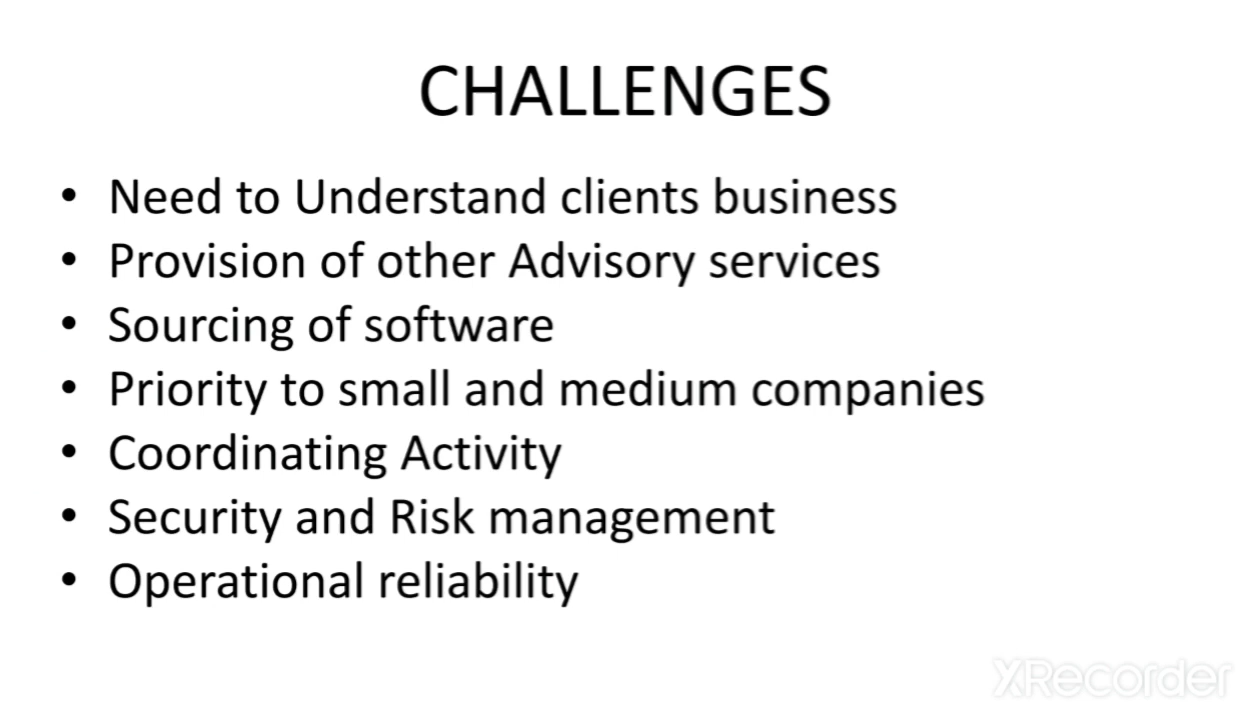 CHALLENGES
• Need to Understand clients business
• Provision of other Advisory services
• Sourcing of software
• Priority to small and medium companies
• Coordinating Activity
• Security and Risk management
• Operational reliability
XRecorder